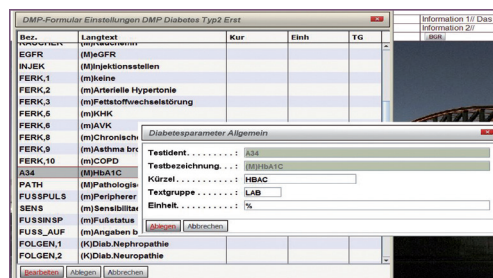 DMP-Formular Einstellungen DMP Diabetes Typ2 Erst
Information 1// Das
Information 2//
BGR
Bez. Langtext Kur Einh TG
EGFR (M)eGFR
INJEK (M)Injektionsstellen
FERK,1 (m)keine
FERK,2 (m)Arterielle Hypertonie
FERK,3 (m)Fettstoffwechselstörung
FERK,5 (m)KHK
FERK,6 (m)AVK
FERK,8 (m)Chronische
FERK,9 (m)Asthma bro
FERK,10 (m)COPD
A34 (M)HbA1C
PATH (M)Pathologis
FUSSPULS (M)Peripherer
SENS (m)Sensibilitae
FUSSINSP (m)Fußstatus
FUSS_AUF (m)Angaben b
FOLGEN,1 (K)Diab.Nephropathie
FOLGEN,2 (K)Diab.Neuropathie
Bearbeiten Ablegen Abbrechen
Diabetesparameter Allgemein
Testident. . . . . . . . . : A34
Testbezeichnung. . : (M)HbA1C
Kürzel. . . . . . . . . . . . : HBAC
Textgruppe . . . . . . . : LAB
Einheit. . . . . . . . . . . : %
Ablegen Abbrechen